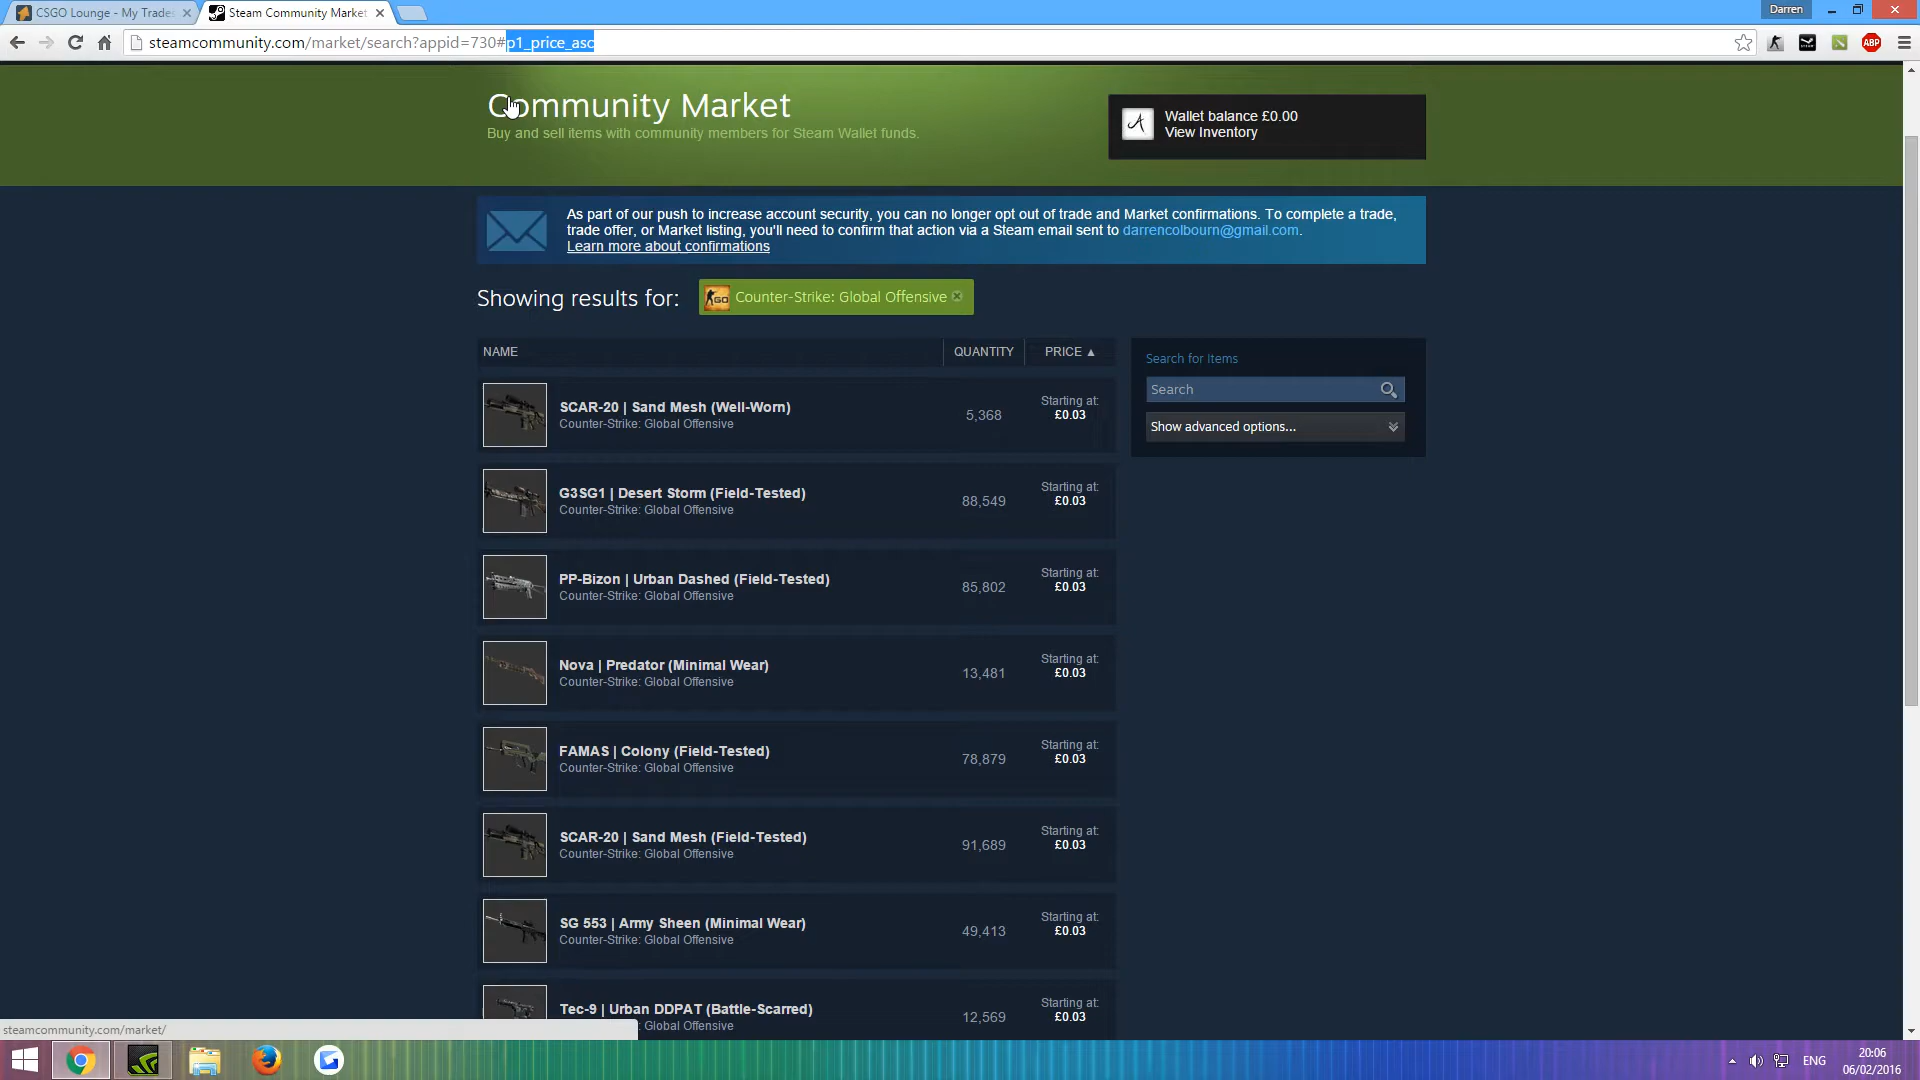 CSGO Lounge - My Trades
Steam Community Market
Darren
steamcommunity.com/market/search?appid=730#p1_price_asc
ABP
Community Market
Buy and sell items with community members for Steam Wallet funds.
Wallet balance £0.00
View Inventory
As part of our push to increase account security, you can no longer opt out of trade and Market confirmations. To complete a trade,
trade offer, or Market listing, you'll need to confirm that action via a Steam email sent to darrencolbourn@gmail.com.
Learn more about confirmations
Showing results for:
GO
Counter-Strike: Global Offensive
NAME QUANTITY PRICE ▲
Search for Items
Search
Show advanced options...
SCAR-20 | Sand Mesh (Well-Worn)
Counter-Strike: Global Offensive
5,368
Starting at:
£0.03
G3SG1 | Desert Storm (Field-Tested)
Counter-Strike: Global Offensive
88,549
Starting at:
£0.03
PP-Bizon | Urban Dashed (Field-Tested)
Counter-Strike: Global Offensive
85,802
Starting at:
£0.03
Nova | Predator (Minimal Wear)
Counter-Strike: Global Offensive
13,481
Starting at:
£0.03
FAMAS | Colony (Field-Tested)
Counter-Strike: Global Offensive
78,879
Starting at:
£0.03
SCAR-20 | Sand Mesh (Field-Tested)
Counter-Strike: Global Offensive
91,689
Starting at:
£0.03
SG 553 | Army Sheen (Minimal Wear)
Counter-Strike: Global Offensive
49,413
Starting at:
£0.03
Tec-9 | Urban DDPAT (Battle-Scarred)
: Global Offensive
12,569
Starting at:
£0.03
steamcommunity.com/market/
ENG
20:06
06/02/2016